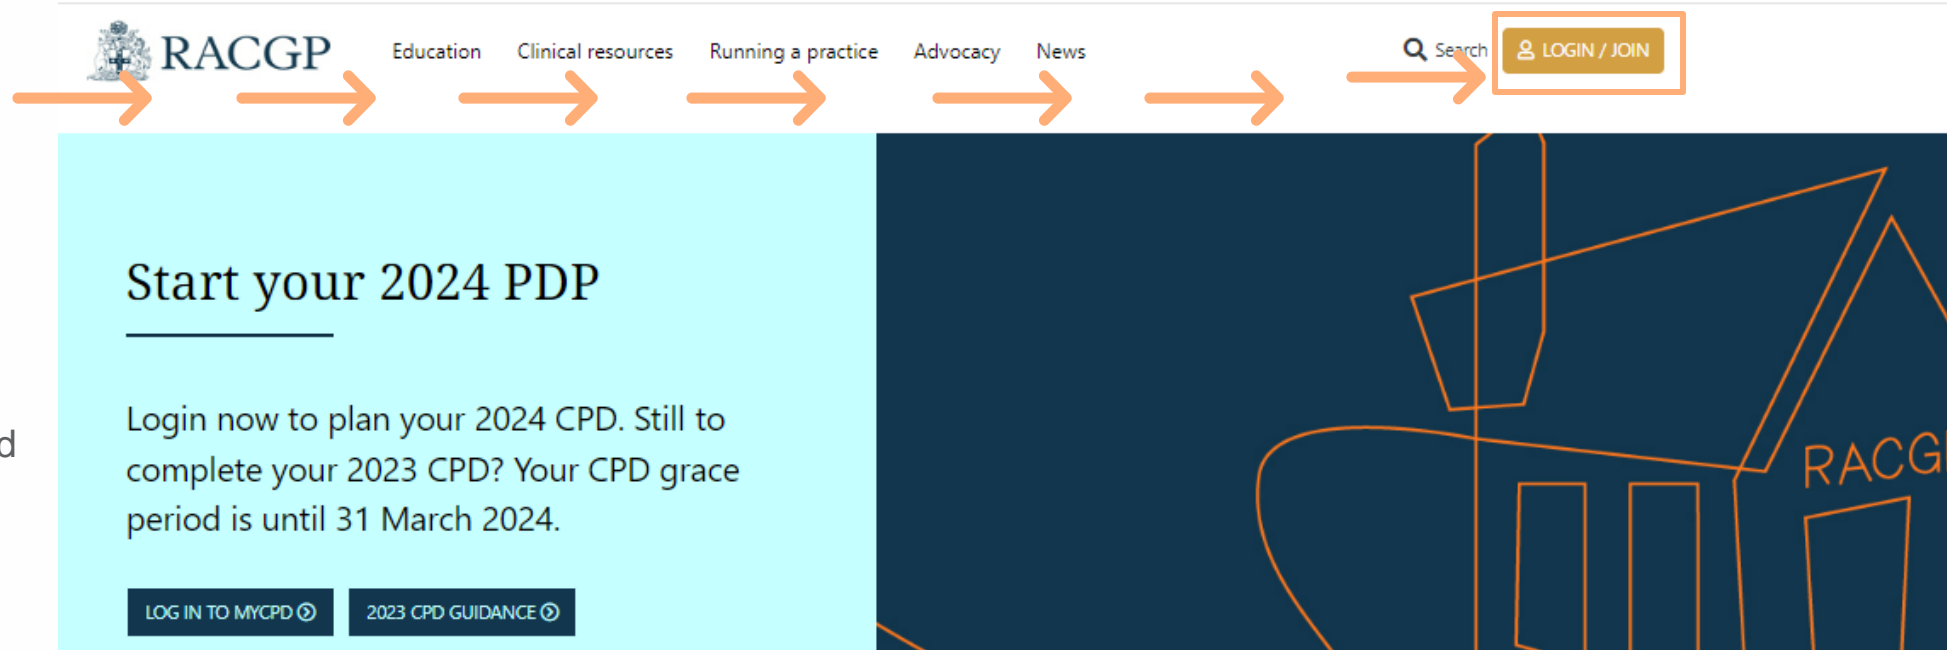 RACGP Education Clinical resources Running a practice Advocacy News Search LOGIN / JOIN
Start your 2024 PDP
Login now to plan your 2024 CPD. Still to
complete your 2023 CPD? Your CPD grace
period is until 31 March 2024.
LOG IN TO MYCPD 2023 CPD GUIDANCE
d
RACG